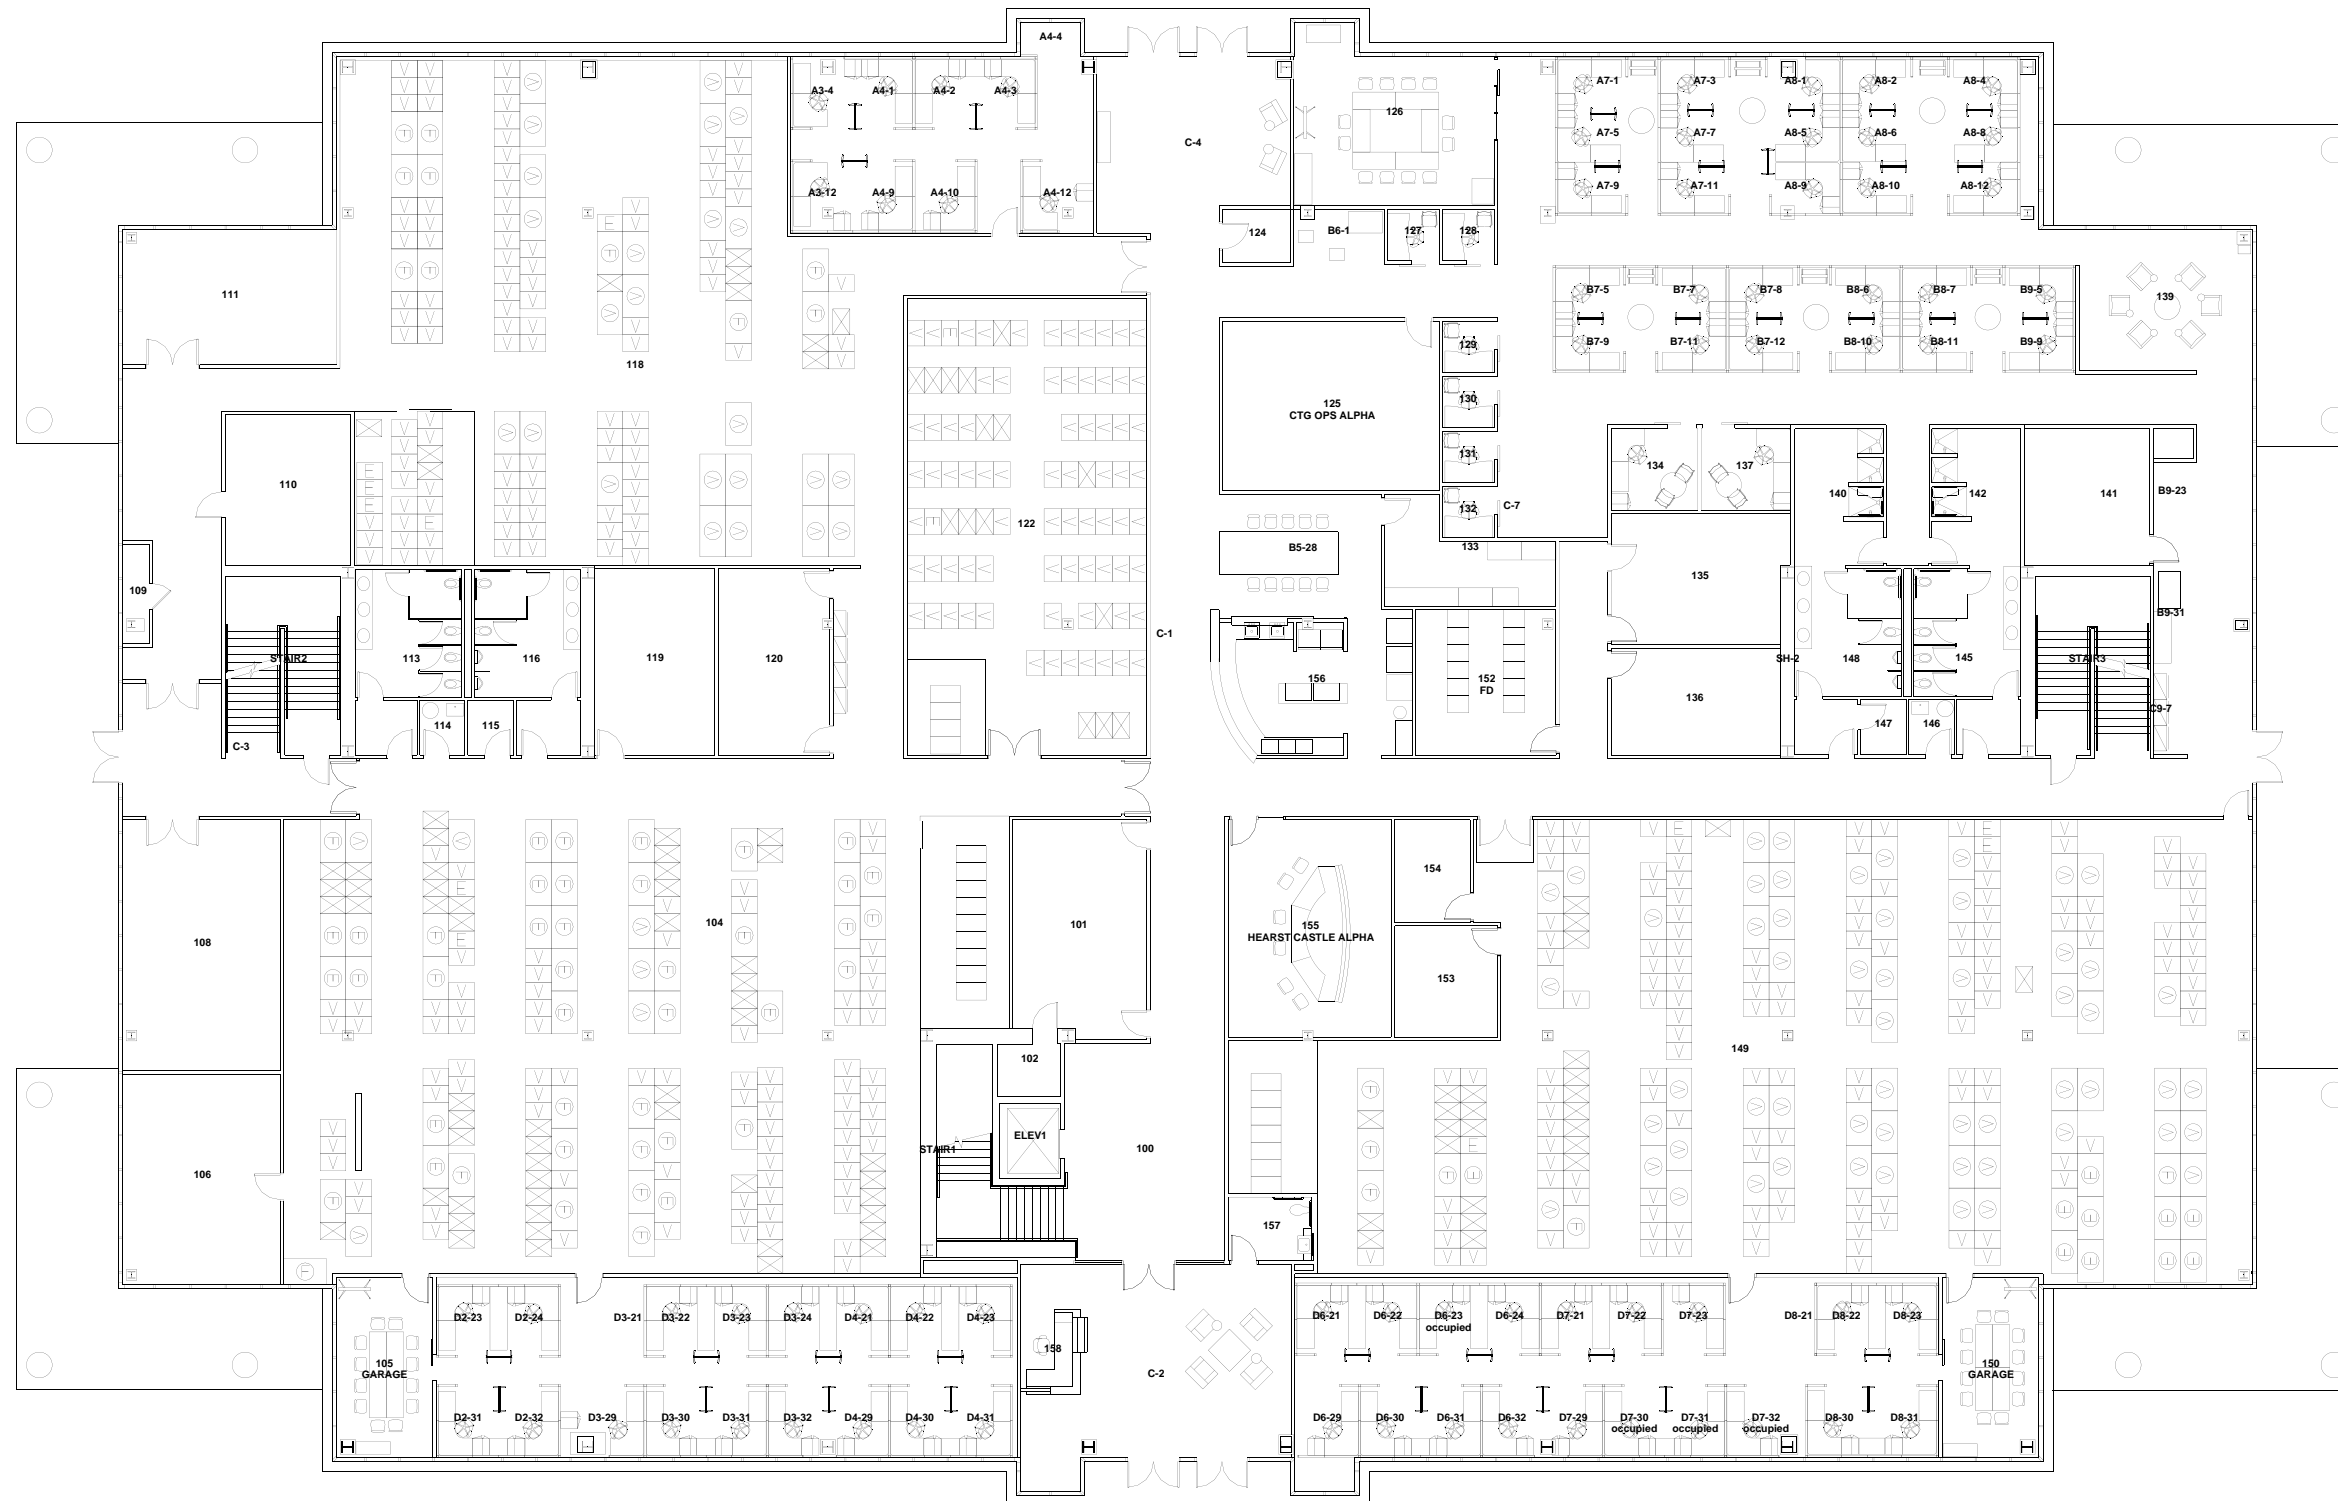 A4-4
A3-4
A4-1
A4-2
A4-3
A3-12
A4-9
A4-10
A4-12
C-4
126
A7-1
A7-3
A8-1
A8-2
A8-4
A7-5
A7-7
A8-5
A8-6
A8-8
A7-9
A7-11
A8-9
A8-10
A8-12
124
B6-1
127
128
111
118
B7-5
B7-7
B7-8
B8-6
B8-7
B9-5
139
B7-9
B7-11
B7-12
B8-10
B8-11
B9-9
129
130
131
132
125
CTG OPS ALPHA
C-7
134
137
140
142
141
B9-23
110
122
B5-28
133
135
109
B9-31
C-1
STAIR2
113
116
119
120
156
152
FD
136
SH-2
148
145
STAIR3
C9-7
C-3
114
115
147
146
108
104
101
154
155
HEARST CASTLE ALPHA
153
149
102
ELEV1
STAIR1
100
106
157
D2-23
D2-24
D3-21
D3-22
D3-23
D3-24
D4-21
D4-22
D4-23
D6-21
D6-22
D6-23
occupied
D6-24
D7-21
D7-22
D7-23
D8-21
D8-22
D8-23
105
GARAGE
158
C-2
150
GARAGE
D2-31
D2-32
D3-29
D3-30
D3-31
D3-32
D4-29
D4-30
D4-31
D6-29
D6-30
D6-31
D6-32
D7-29
D7-30
occupied
D7-31
occupied
D7-32
occupied
D8-30
D8-31